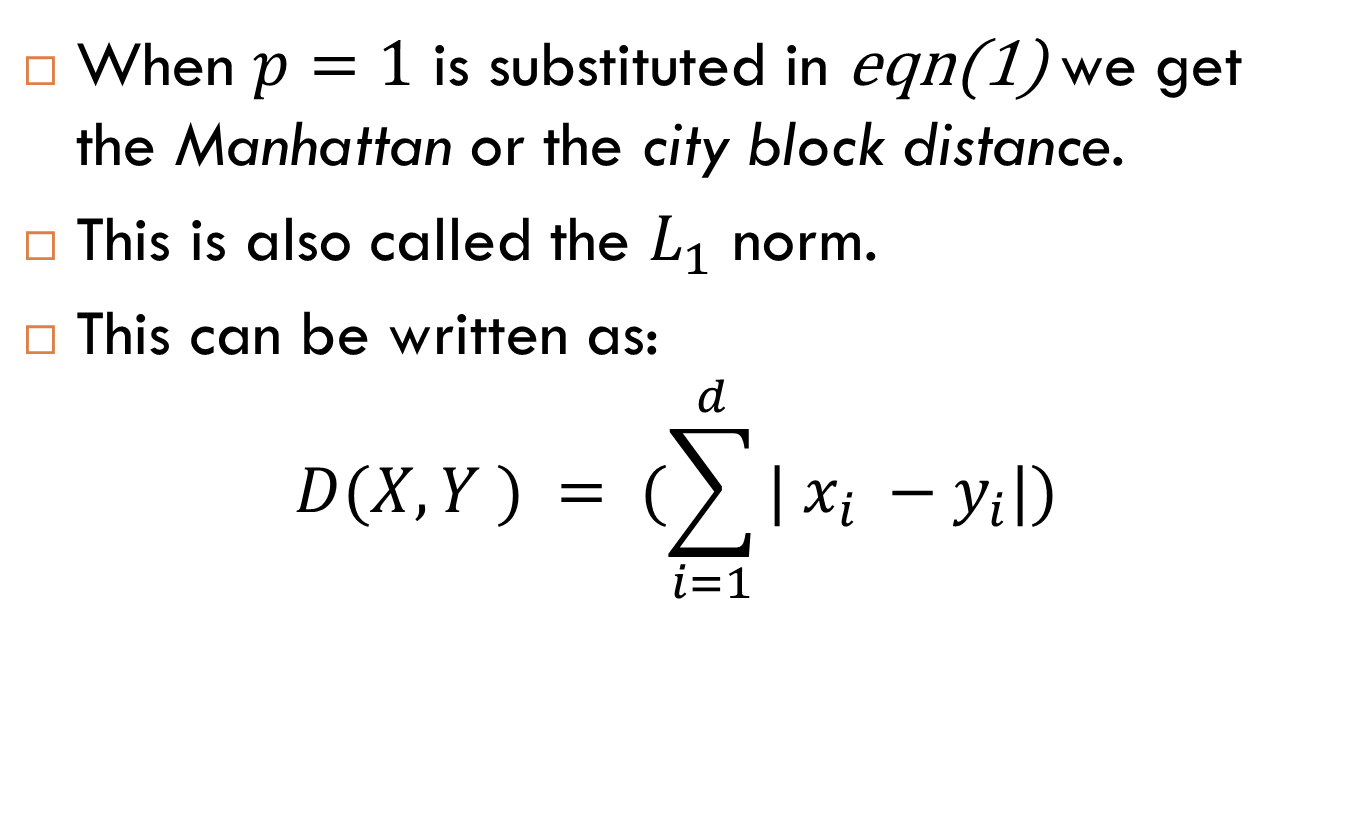 When p = 1 is substituted in eqn(1) we get
the Manhattan or the city block distance.
This is also called the L₁ norm.
This can be written as:
D(X, Y ) = (∑_{i=1}^{d} | xᵢ − yᵢ|)